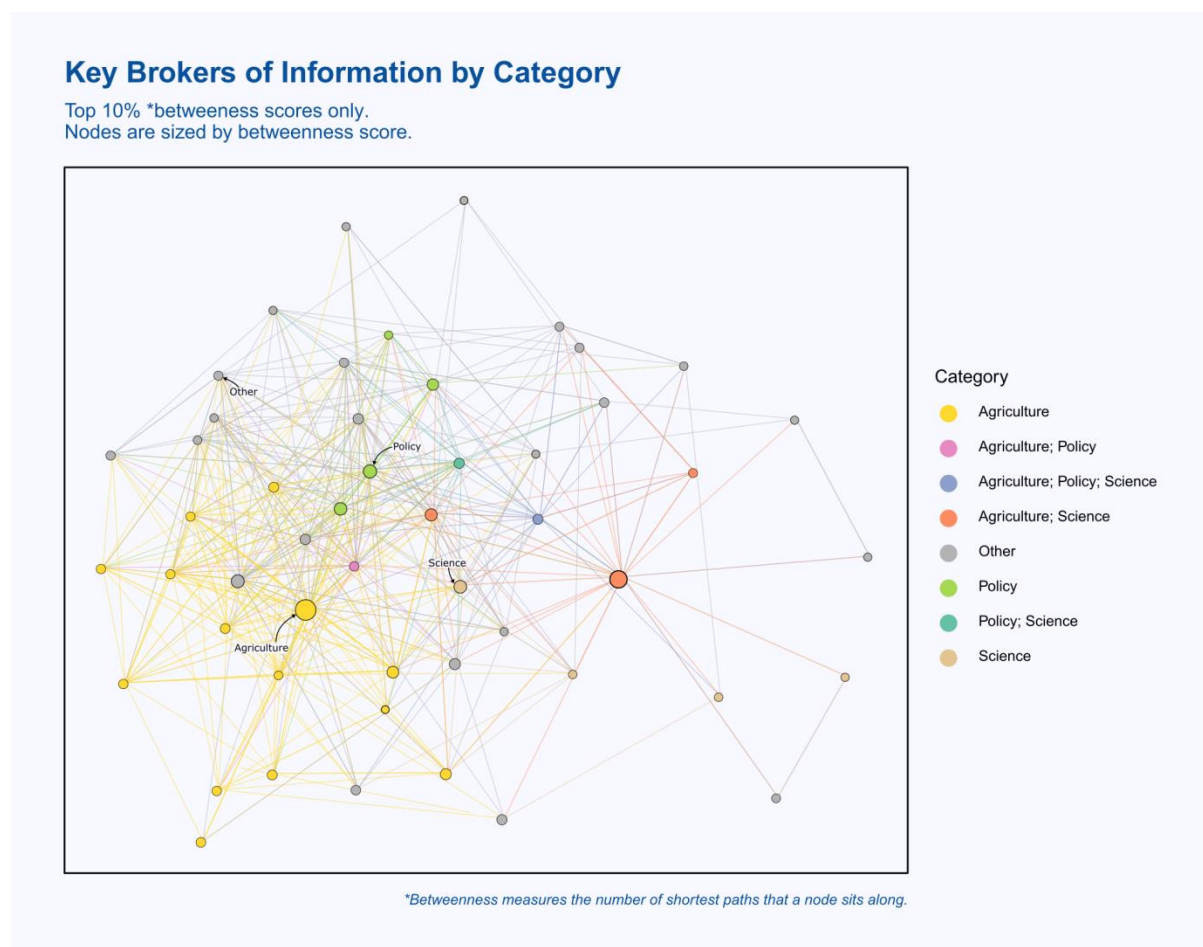 Key Brokers of Information by Category
Top 10% *betweeness scores only.
Nodes are sized by betweenness score.
Other
Policy
Science
Agriculture
Category
Agriculture
Agriculture; Policy
Agriculture; Policy; Science
Agriculture; Science
Other
Policy
Policy; Science
Science
*Betweenness measures the number of shortest paths that a node sits along.